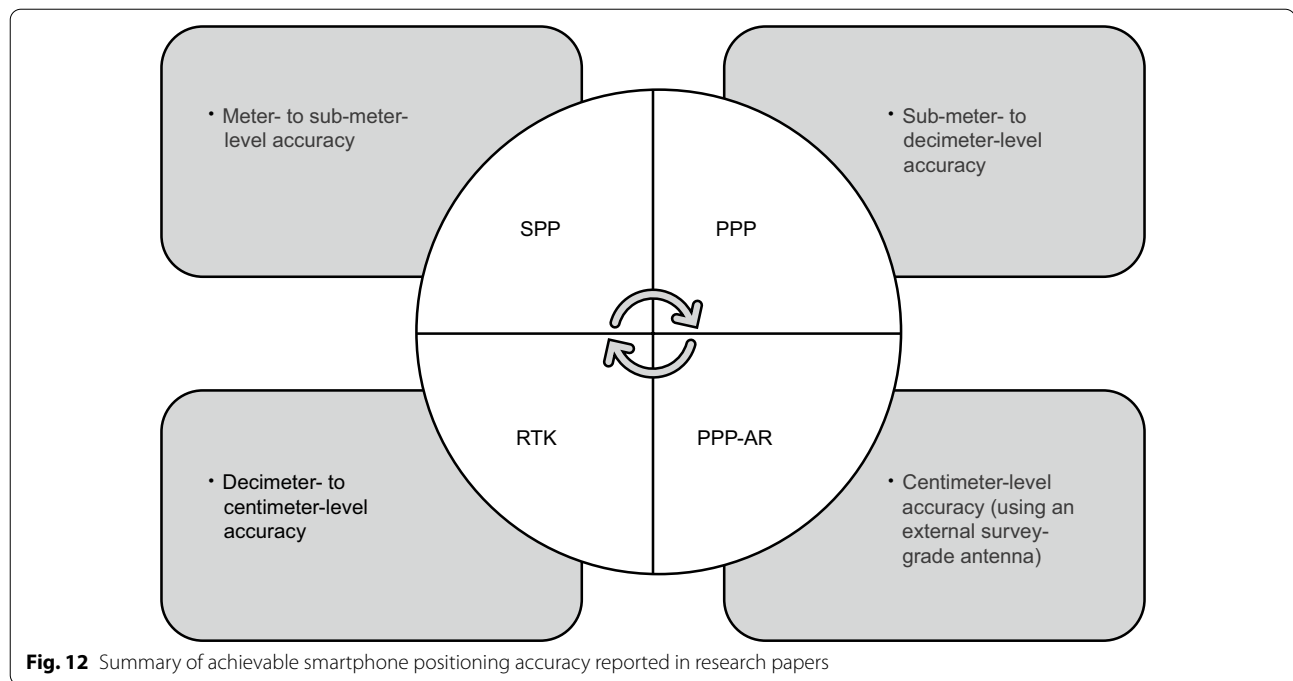 • Meter- to sub-meter-
level accuracy
• Sub-meter- to
decimeter-level
accuracy
SPP
PPP
RTK
PPP-AR
• Decimeter- to
centimeter-level
accuracy
• Centimeter-level
accuracy (using an
external survey-
grade antenna)
Fig. 12 Summary of achievable smartphone positioning accuracy reported in research papers